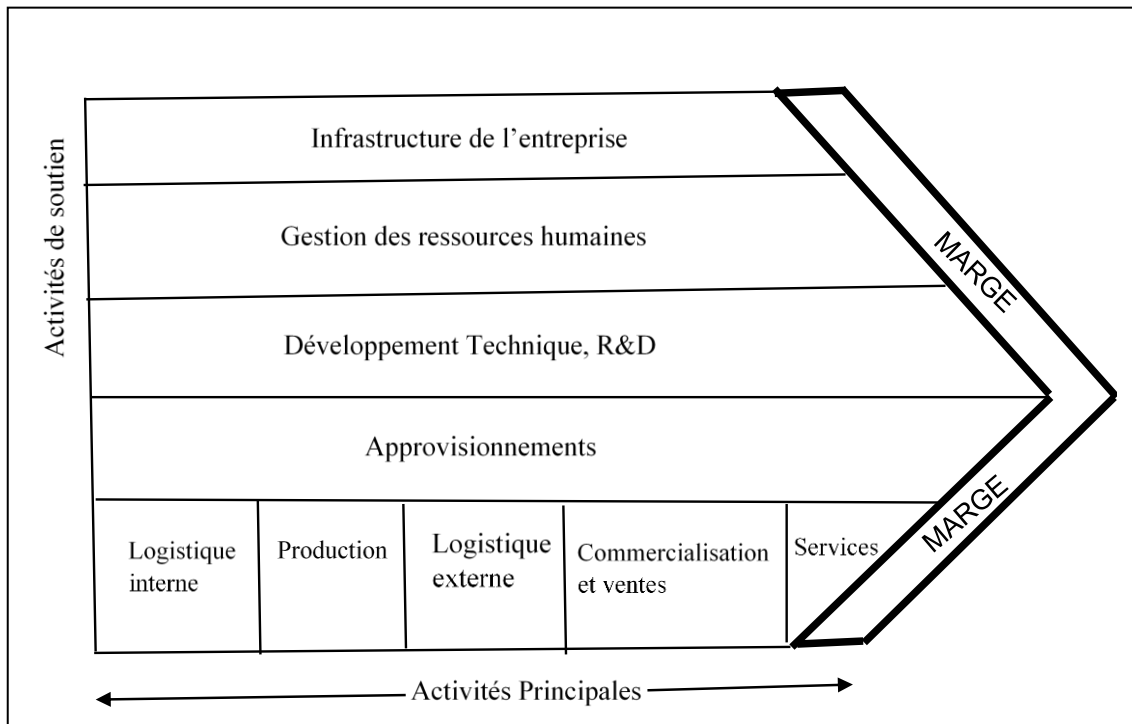 Activités de soutien
Infrastructure de l’entreprise
Gestion des ressources humaines
Développement Technique, R&D
Approvisionnements
MARGE
MARGE
Logistique
interne
Production
Logistique
externe
Commercialisation
et ventes
Services
Activités Principales